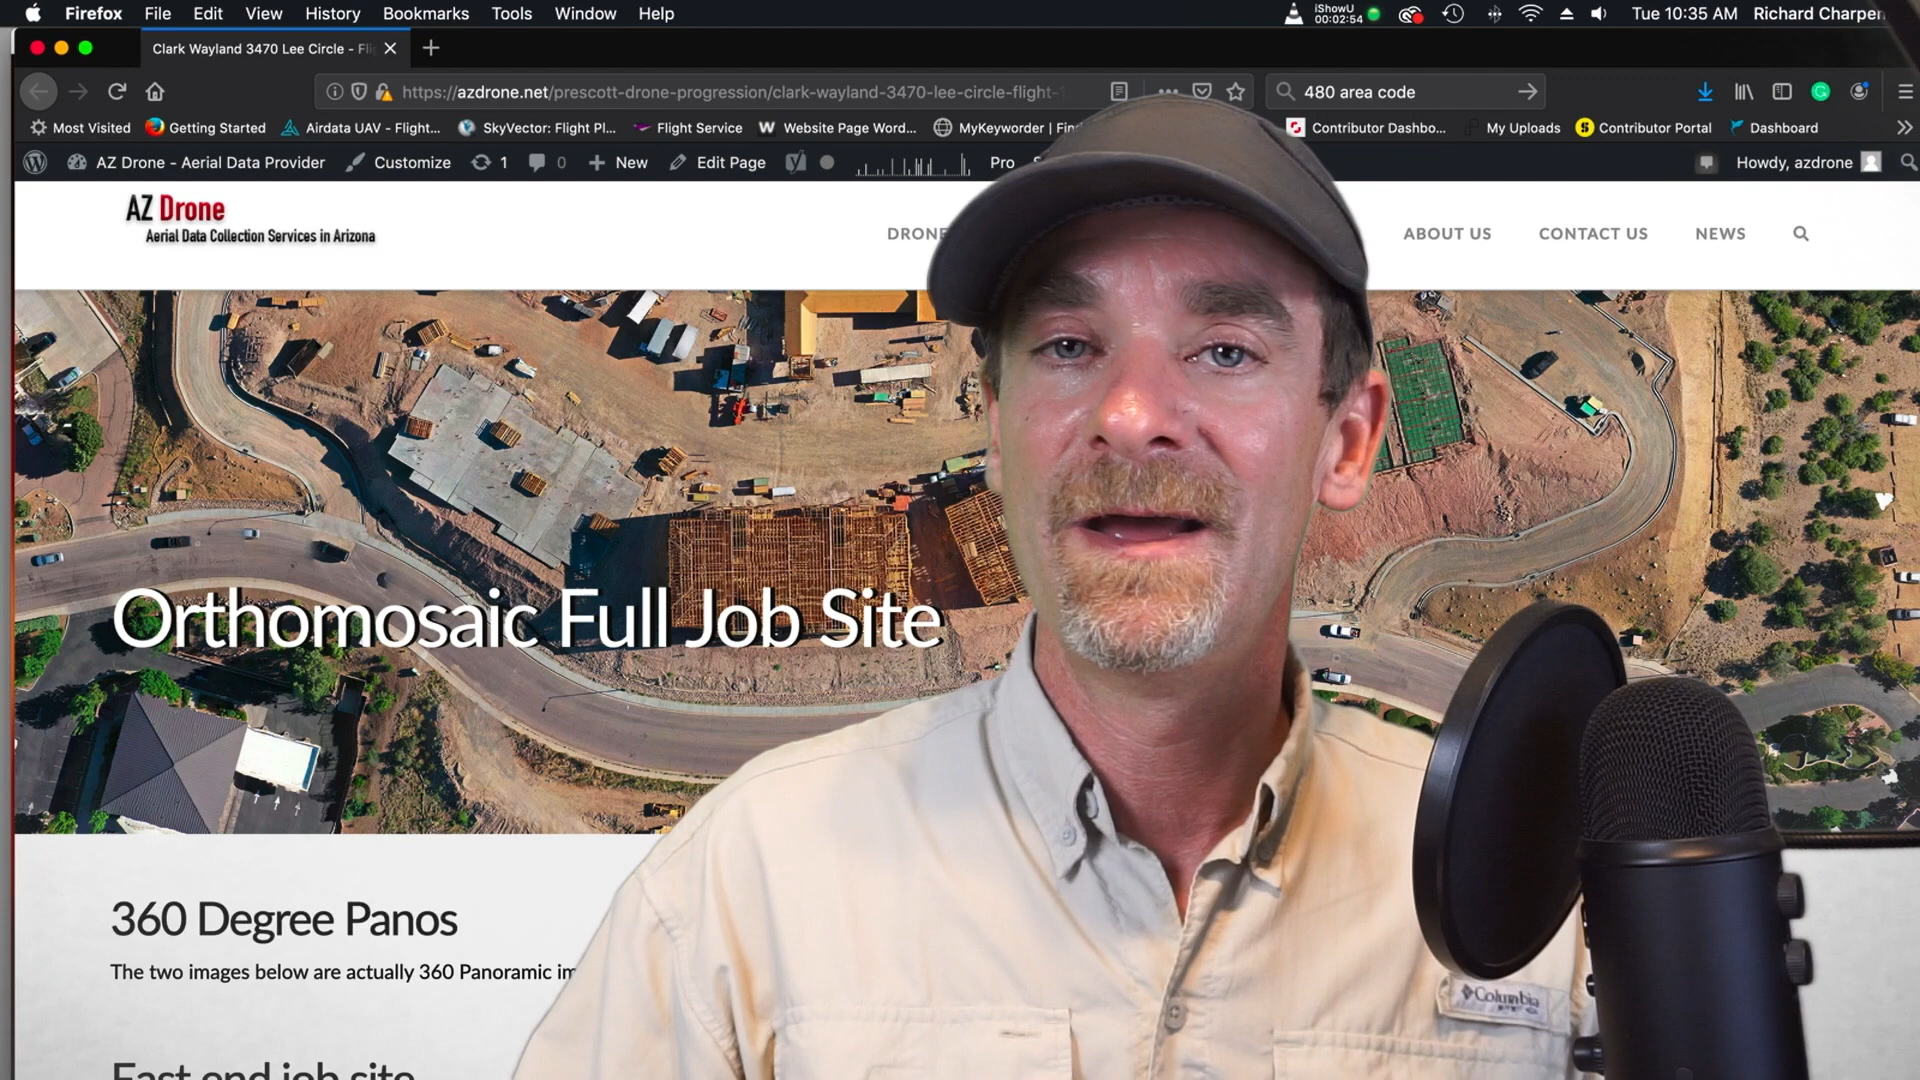 Firefox File Edit View History Bookmarks Tools Window Help iShowU 00:02:54 Tue 10:35 AM Richard Charpen
Clark Wayland 3470 Lee Circle - Fli
https://azdrone.net/prescott-drone-progression/clark-wayland-3470-lee-circle-flight-1 480 area code
Most Visited Getting Started Airdata UAV - Flight... SkyVector: Flight Pl... Flight Service Website Page Word... MyKeyworder | Fin Contributor Dashbo... My Uploads Contributor Portal Dashboard
AZ Drone - Aerial Data Provider Customize 1 0 New Edit Page Pro Howdy, azdrone
AZ Drone
Aerial Data Collection Services in Arizona
DRONE ABOUT US CONTACT US NEWS
Orthomosaic Full Job Site
360 Degree Panos
The two images below are actually 360 Panoramic im
Columbia
East end job site